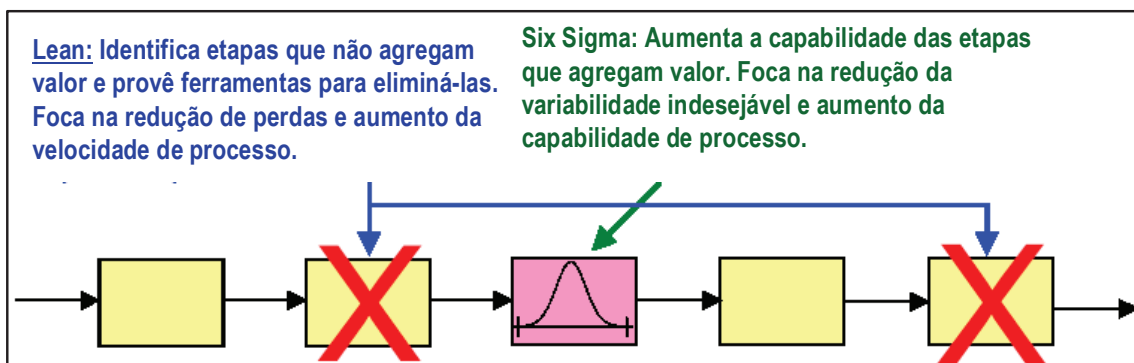 Lean: Identifica etapas que não agregam
valor e provê ferramentas para eliminá-las.
Foca na redução de perdas e aumento da
velocidade de processo.
Six Sigma: Aumenta a capabilidade das etapas
que agregam valor. Foca na redução da
variabilidade indesejável e aumento da
capabilidade de processo.